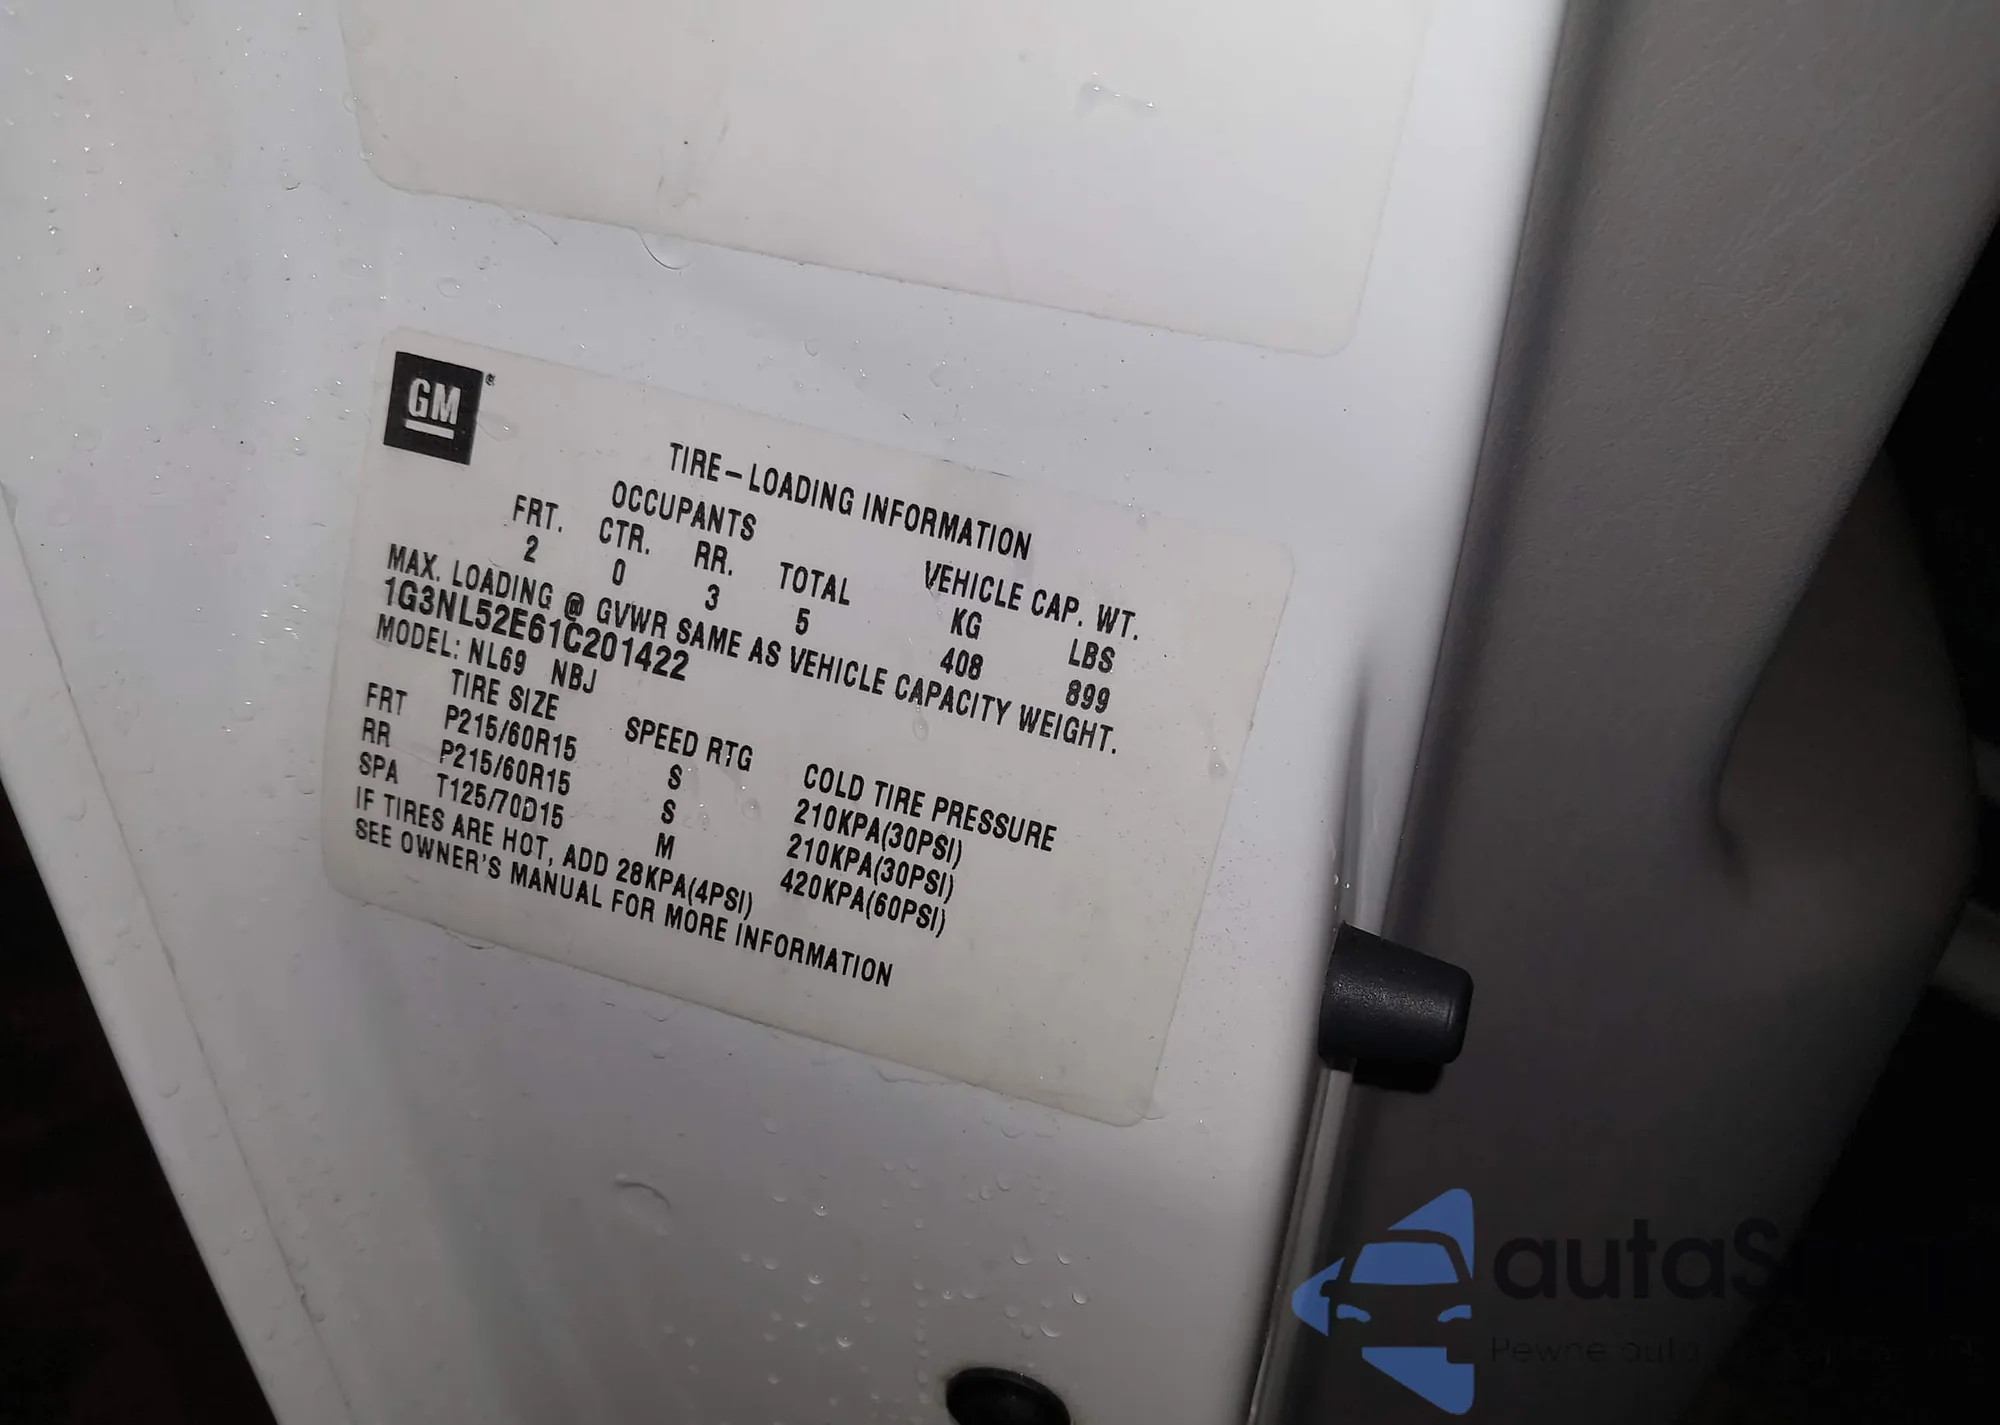 GM
TIRE–LOADING INFORMATION
OCCUPANTS VEHICLE CAP. WT.
FRT. CTR. RR. TOTAL KG LBS
2 0 3 5 408 899
MAX. LOADING @ GVWR SAME AS VEHICLE CAPACITY WEIGHT.
1G3NL52E61C201422
MODEL: NL69 NBJ
TIRE SIZE SPEED RTG COLD TIRE PRESSURE
FRT P215/60R15 S 210KPA(30PSI)
RR P215/60R15 S 210KPA(30PSI)
SPA T125/70D15 M 420KPA(60PSI)
IF TIRES ARE HOT, ADD 28KPA(4PSI)
SEE OWNER'S MANUAL FOR MORE INFORMATION
Pewne auto